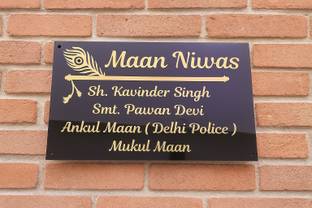 Maan Niwas
Sh. Kavinder Singh
Smt. Pawan Devi
Ankul Maan ( Delhi Police )
Mukul Maan